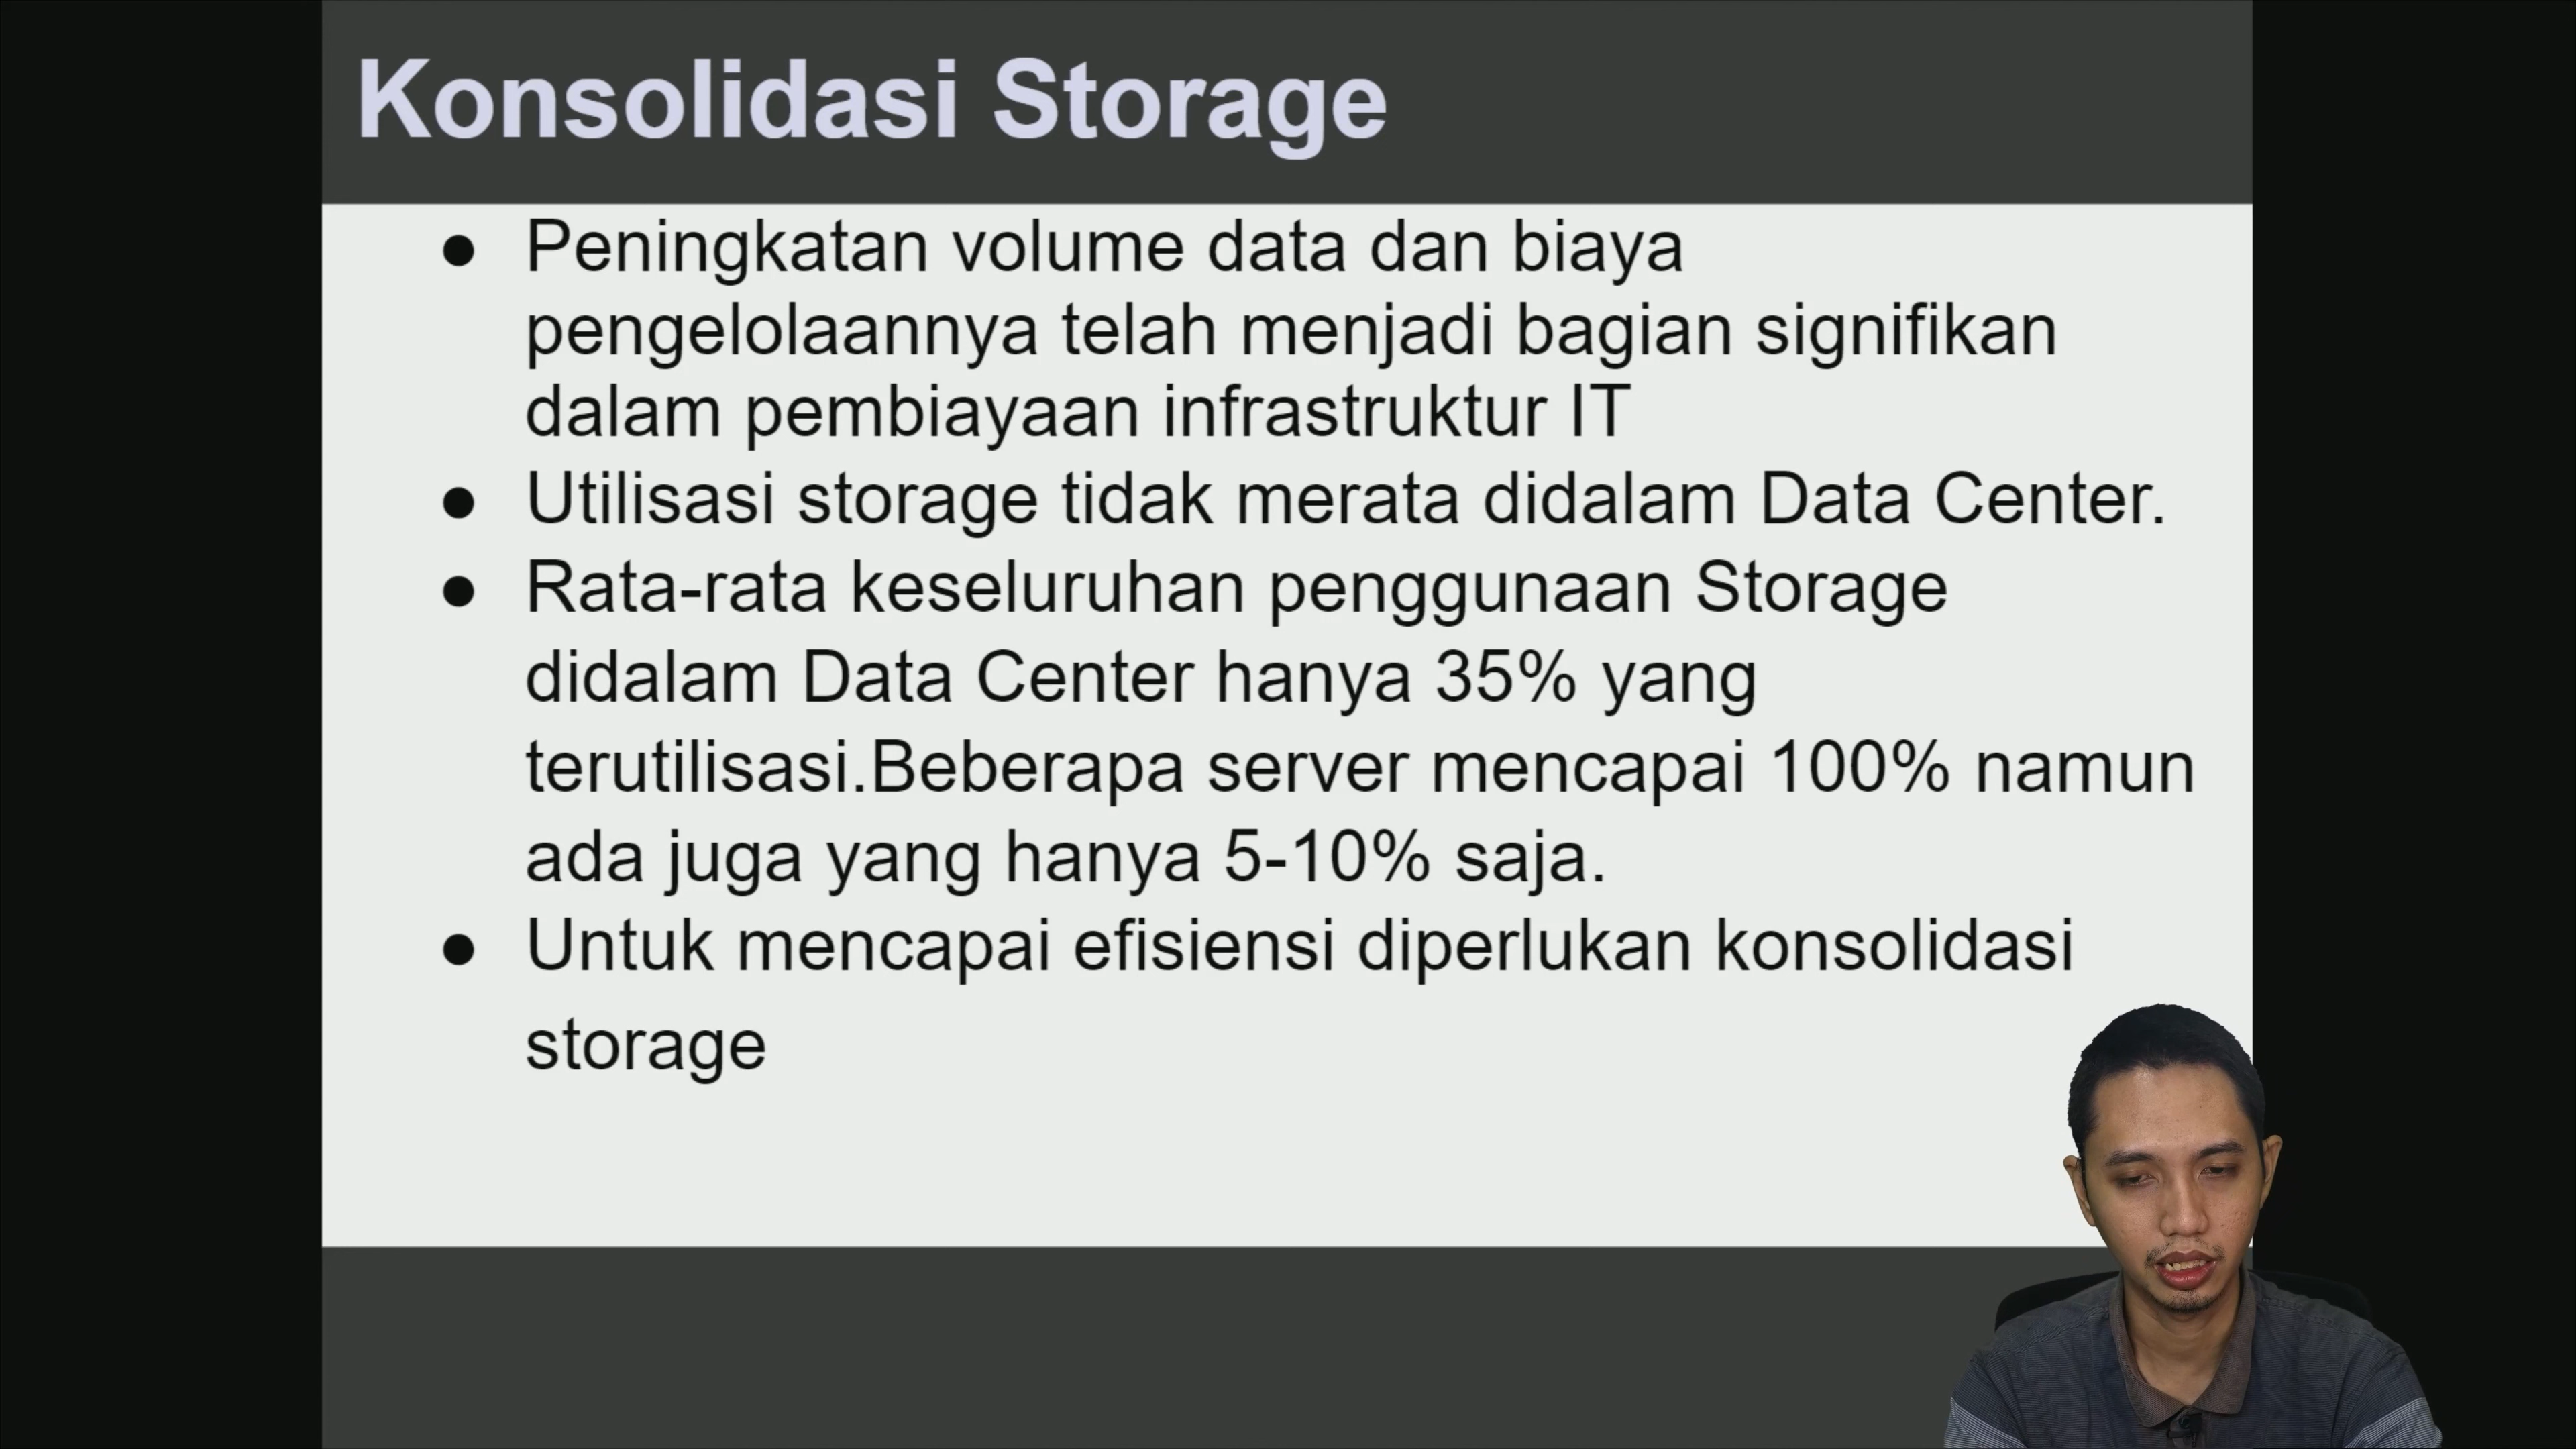 Konsolidasi Storage
● Peningkatan volume data dan biaya
pengelolaannya telah menjadi bagian signifikan
dalam pembiayaan infrastruktur IT
● Utilisasi storage tidak merata didalam Data Center.
● Rata-rata keseluruhan penggunaan Storage
didalam Data Center hanya 35% yang
terutilisasi.Beberapa server mencapai 100% namun
ada juga yang hanya 5-10% saja.
● Untuk mencapai efisiensi diperlukan konsolidasi
storage